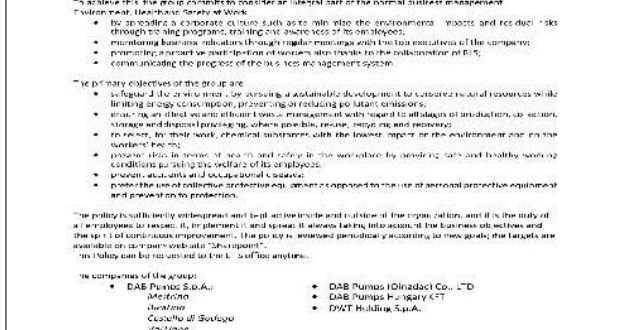 To achieve this, the group commits to consider an integral part of the normal business management
Environment, Health and Safety at Work
• by spreading a corporate culture such as to minimize the environmental impacts and residual risks
through training programs, training and awareness of its employees;
• monitoring business indicators through regular meetings with the top executives of the company;
• promoting a proactive participation of workers also thanks to the collaboration of RLS;
• communicating the progress of the business management system.
The primary objectives of the group are
• safeguard the environment by pursuing a sustainable development to conserve natural resources while
limiting energy consumption, preventing or reducing pollutant emissions;
• ensuring an effective and efficient waste management with regard to all stages of production, collection,
storage and disposal privileging, where possible, re-use, recycling and recovery;
• to select, for their work, chemical substances with the lowest impact on the environment and on the
workers' health;
• prevent risks in terms of health and safety in the workplace by providing safe and healthy working
conditions pursuing the welfare of its employees.
• prevent accidents and occupational diseases;
• prefer the use of collective protective equipment as opposed to the use of personal protective equipment
and prevention to protection.
The policy is sufficiently widespread and kept active inside and outside of the organization, and it is the duty of
all employees to respect it, implement it and spread it always taking into account the business objectives and
the spirit of continuous improvement. The policy is reviewed periodically according to new goals; the targets are
available on company web site "Sharepoint".
This Policy can be requested to the office anytime.
The companies of the group:
• DAB Pumps S.p.A.:
Mestrino
Bientina
Castello di Godego
• DAB Pumps (Qingdao) Co., LTD
• DAB Pumps Hungary KFT
• DWT Holding S.p.A.